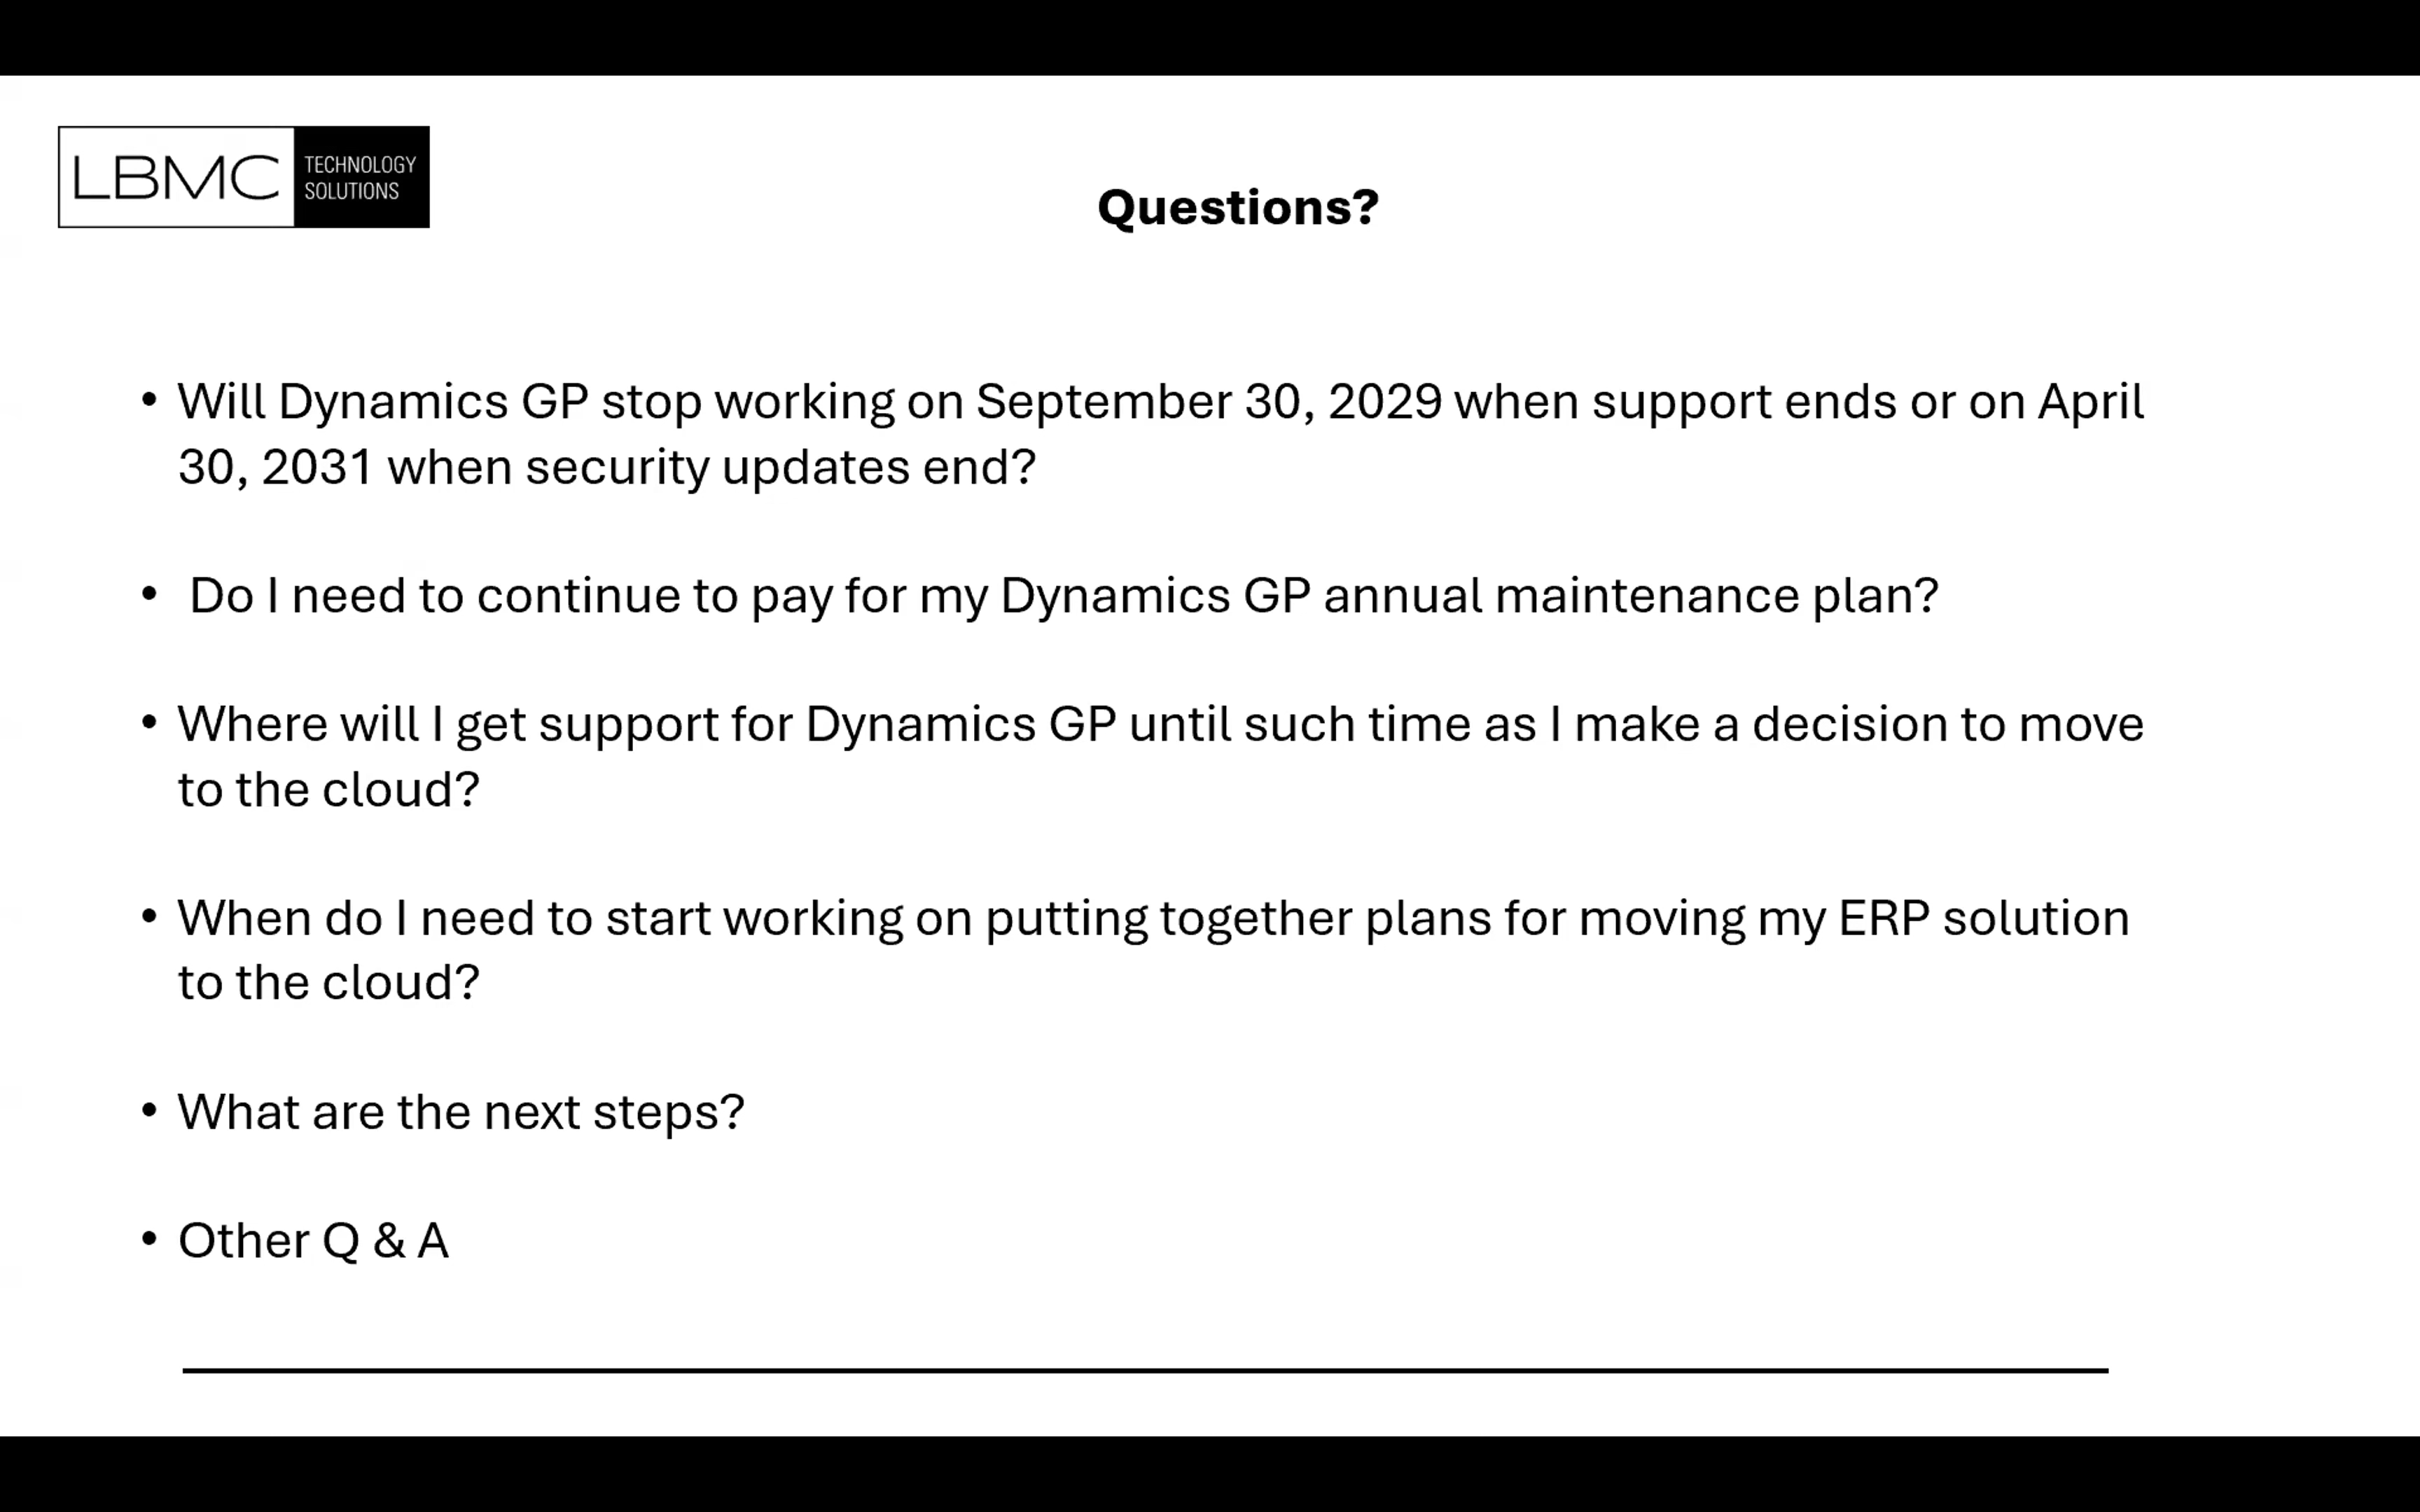 LBMC
TECHNOLOGY
SOLUTIONS
Questions?
• Will Dynamics GP stop working on September 30, 2029 when support ends or on April
30, 2031 when security updates end?
• Do I need to continue to pay for my Dynamics GP annual maintenance plan?
• Where will I get support for Dynamics GP until such time as I make a decision to move
to the cloud?
• When do I need to start working on putting together plans for moving my ERP solution
to the cloud?
• What are the next steps?
• Other Q & A